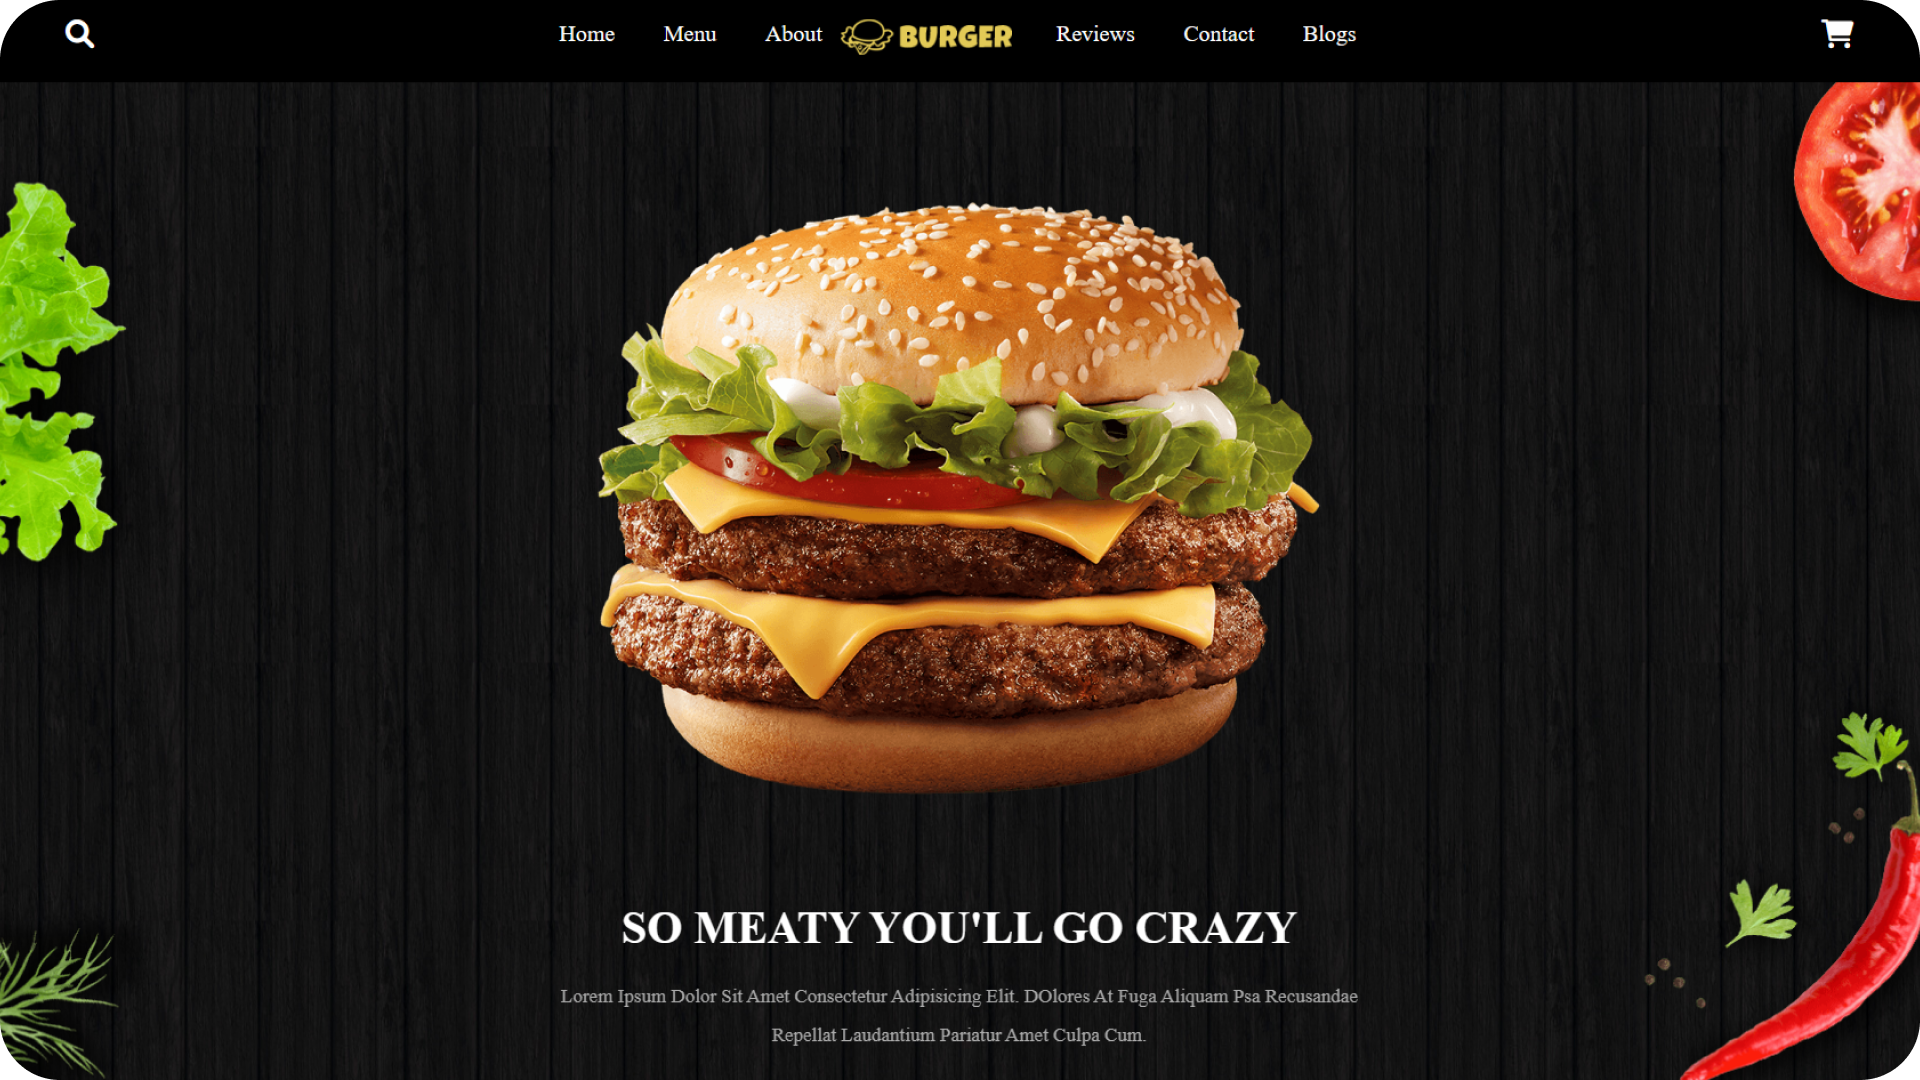 Home Menu About BURGER Reviews Contact Blogs
SO MEATY YOU'LL GO CRAZY
Lorem Ipsum Dolor Sit Amet Consectetur Adipisicing Elit. DOlores At Fuga Aliquam Psa Recusandae
Repellat Laudantium Pariatur Amet Culpa Cum.